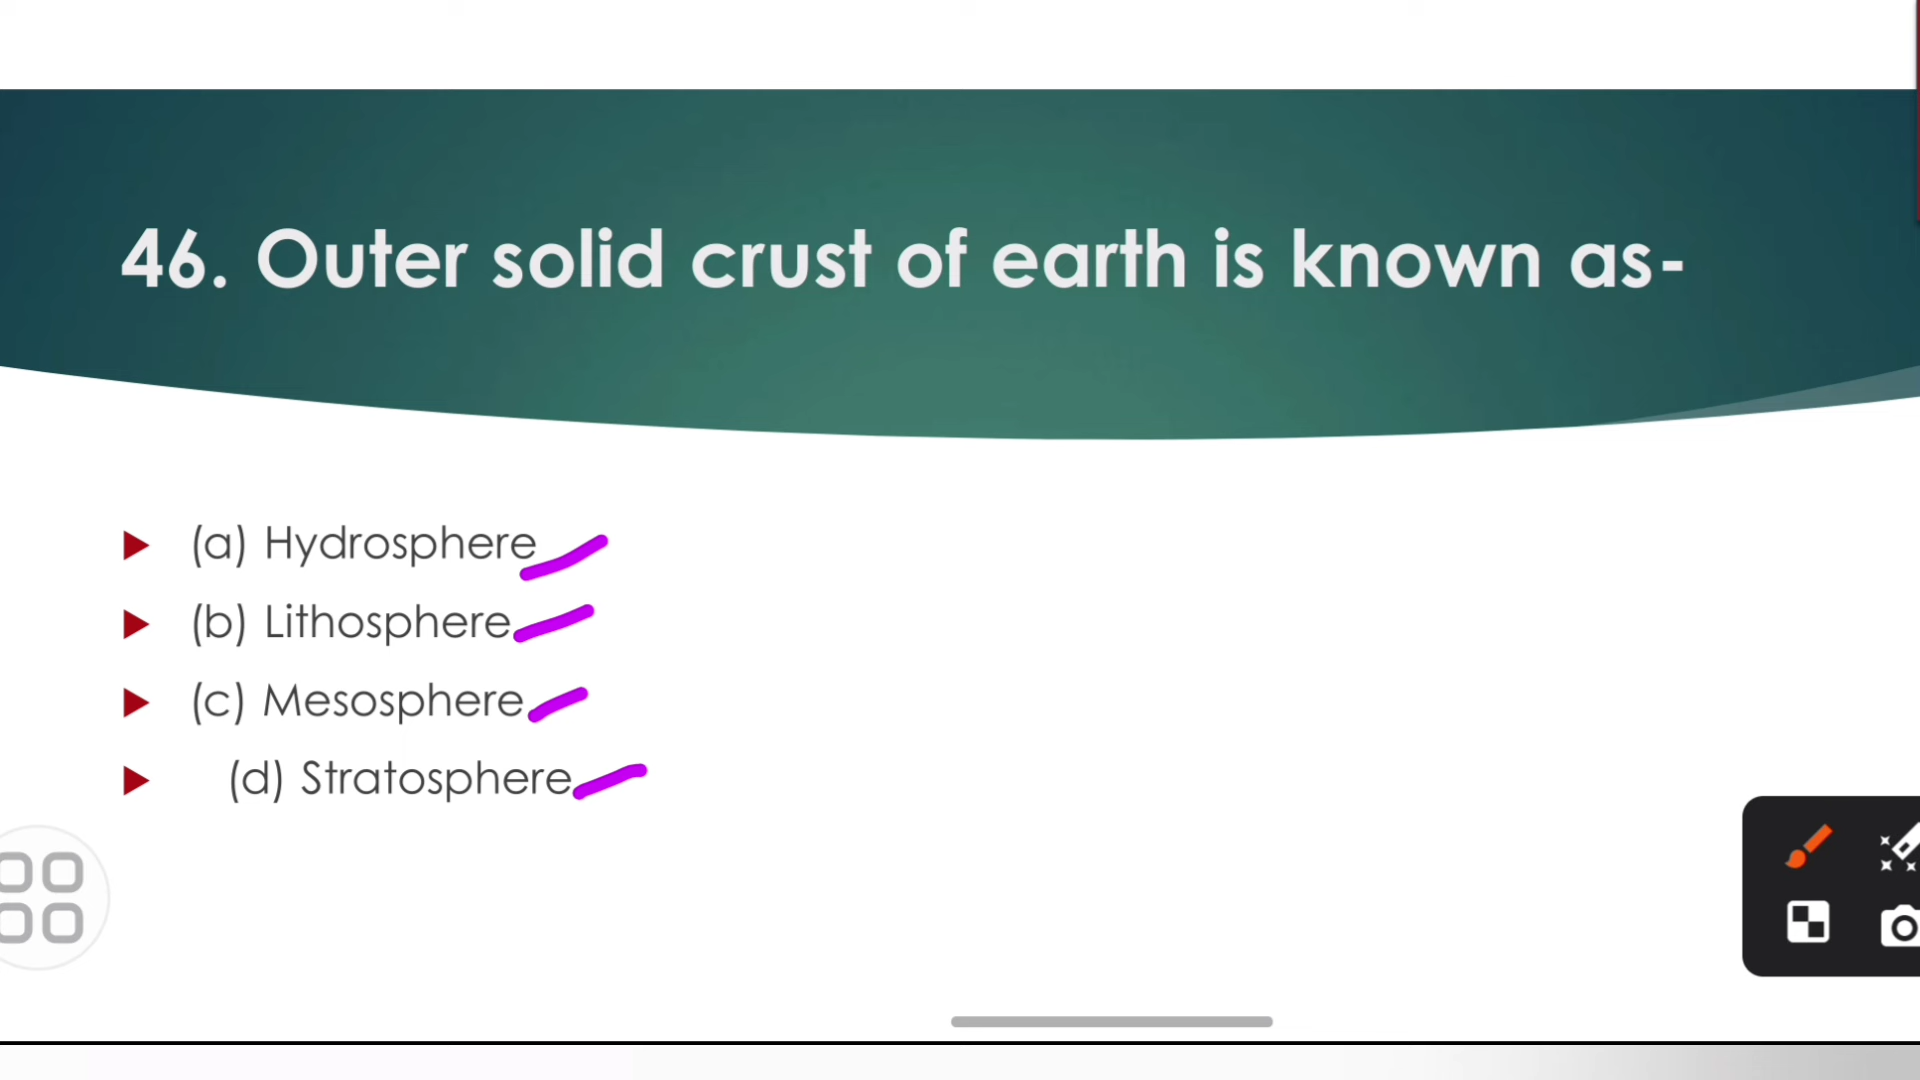 46. Outer solid crust of earth is known as-
(a) Hydrosphere
(b) Lithosphere
(c) Mesosphere
(d) Stratosphere